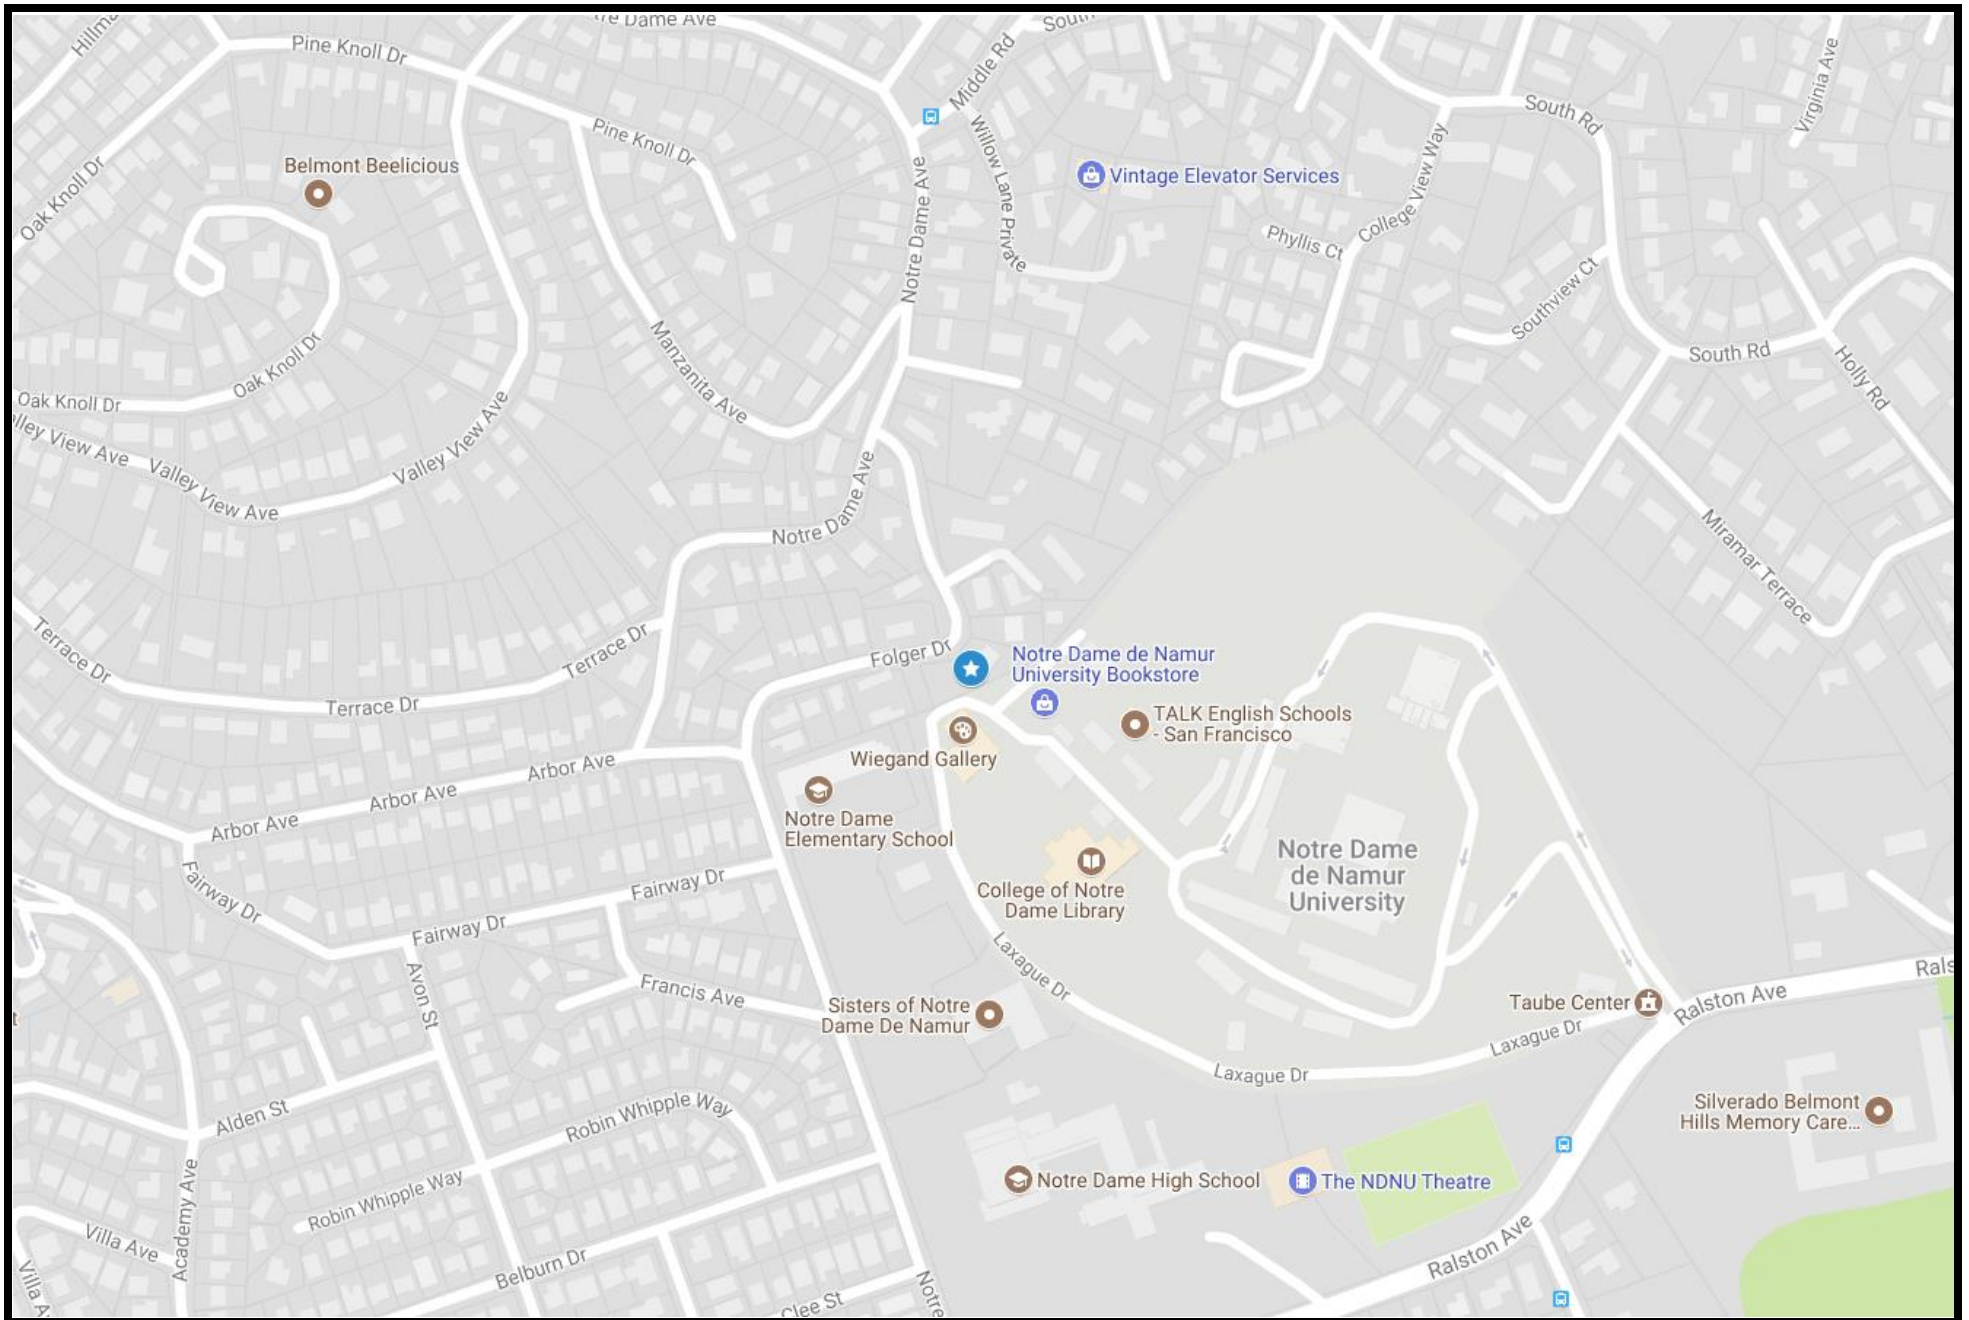 Hillma
tre Dame Ave
South
Pine Knoll Dr
Middle Rd
Virginia Ave
South Rd
Pine Knoll Dr
Willow Lane Private
College View Way
Belmont Beelicious
Vintage Elevator Services
Oak Knoll Dr
Notre Dame Ave
Phyllis Ct
Southview Ct
Oak Knoll Dr
Manzanita Ave
South Rd
Holly Rd
Oak Knoll Dr
alley View Ave
Valley View Ave
Valley View Ave
Notre Dame Ave
Miramar Terrace
Terrace Dr
Terrace Dr
Terrace Dr
Folger Dr
Notre Dame de Namur
University Bookstore
TALK English Schools
- San Francisco
Wiegand Gallery
Arbor Ave
Arbor Ave
Arbor Ave
Notre Dame
Elementary School
Notre Dame
de Namur
University
College of Notre
Dame Library
Fairway Dr
Fairway Dr
Fairway Dr
Avon St
Francis Ave
Laxague Dr
Sisters of Notre
Dame De Namur
Taube Center
Ralston Ave
Rals
t
Laxague Dr
Laxague Dr
Alden St
Robin Whipple Way
Silverado Belmont
Hills Memory Care...
Notre Dame High School
The NDNU Theatre
Robin Whipple Way
Academy Ave
Villa Ave
Villa A
Belburn Dr
Ralston Ave
Clee St
Notre